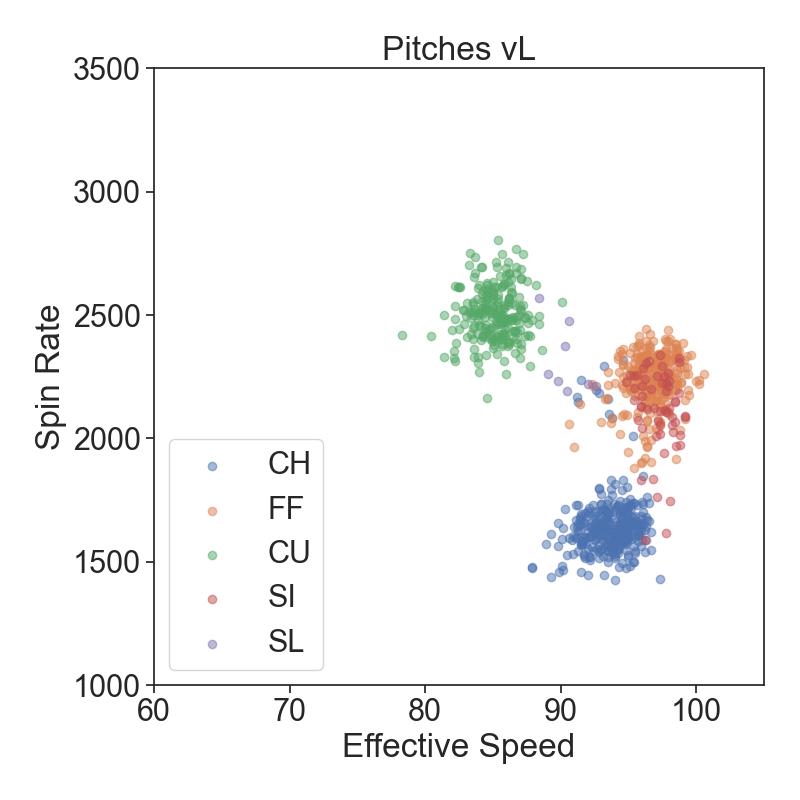 Pitches vL
3500
3000
2500
2000
1500
1000
Spin Rate
CH
FF
CU
SI
SL
60 70 80 90 100
Effective Speed